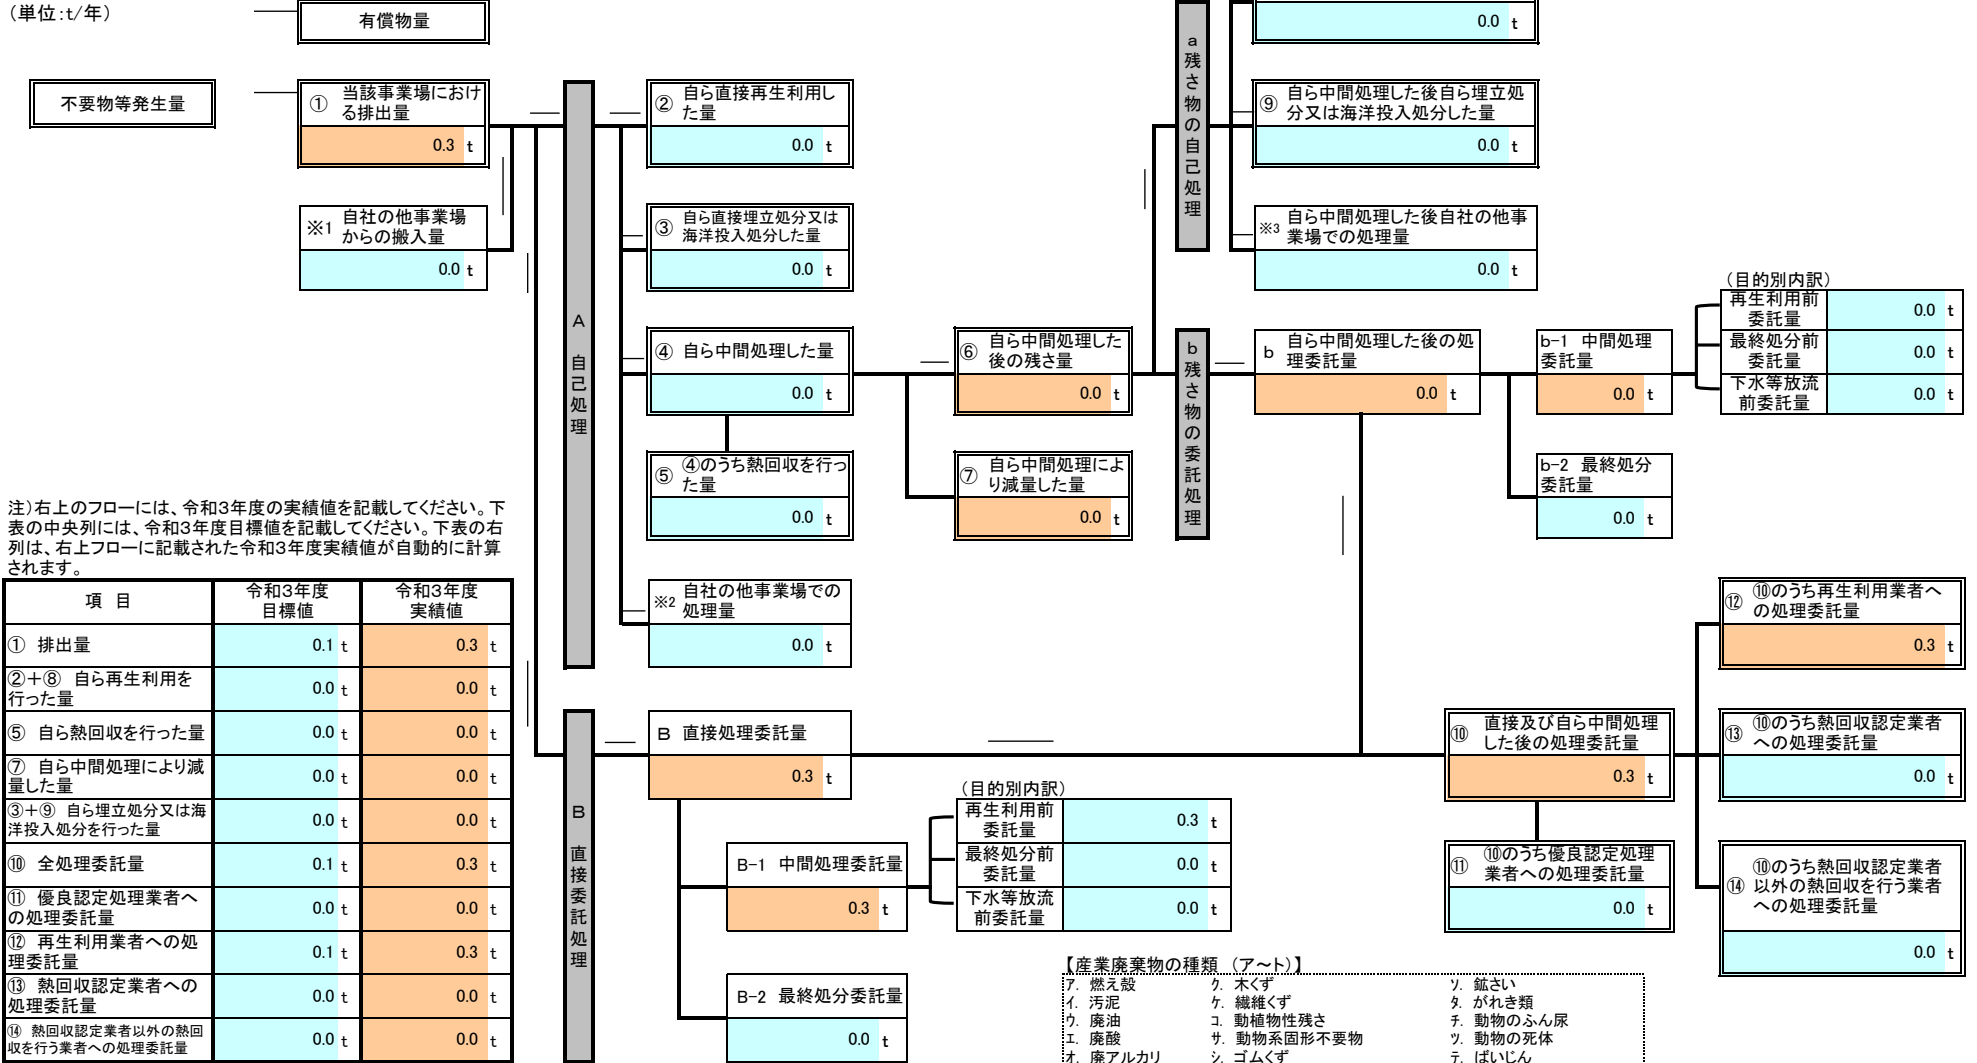 (単位:t/年)
有償物量
0.0 t
不要物等発生量
① 当該事業場におけ
る排出量
0.3 t
※1 自社の他事業場
からの搬入量
0.0 t
A 自己処理
② 自ら直接再生利用し
た量
0.0 t
③ 自ら直接埋立処分又は
海洋投入処分した量
0.0 t
④ 自ら中間処理した量
0.0 t
⑤ ④のうち熱回収を行っ
た量
0.0 t
※2 自社の他事業場での
処理量
0.0 t
⑥ 自ら中間処理した
後の残さ量
0.0 t
⑦ 自ら中間処理によ
り減量した量
0.0 t
a 残さ物の自己処理
⑨ 自ら中間処理した後自ら埋立処
分又は海洋投入処分した量
0.0 t
※3 自ら中間処理した後自社の他事
業場での処理量
0.0 t
b 残さ物の委託処理
b 自ら中間処理した後の処
理委託量
0.0 t
b-1 中間処理
委託量
0.0 t
b-2 最終処分
委託量
0.0 t
(目的別内訳)
再生利用前
委託量
0.0 t
最終処分前
委託量
0.0 t
下水等放流
前委託量
0.0 t
注)右上のフローには、令和3年度の実績値を記載してください。下
表の中央列には、令和3年度目標値を記載してください。下表の右
列は、右上フローに記載された令和3年度実績値が自動的に計算
されます。
項 目 令和3年度 目標値 令和3年度 実績値
① 排出量 0.1 t 0.3 t
②+⑧ 自ら再生利用を
行った量 0.0 t 0.0 t
⑤ 自ら熱回収を行った量 0.0 t 0.0 t
⑦ 自ら中間処理により減
量した量 0.0 t 0.0 t
③+⑨ 自ら埋立処分又は海
洋投入処分を行った量 0.0 t 0.0 t
⑩ 全処理委託量 0.1 t 0.3 t
⑪ 優良認定処理業者へ
の処理委託量 0.0 t 0.0 t
⑫ 再生利用業者への処
理委託量 0.1 t 0.3 t
⑬ 熱回収認定業者への
処理委託量 0.0 t 0.0 t
⑭ 熱回収認定業者以外の熱回
収を行う業者への処理委託量 0.0 t 0.0 t
B 直接委託処理
B 直接処理委託量
0.3 t
B-1 中間処理委託量
0.3 t
B-2 最終処分委託量
0.0 t
(目的別内訳)
再生利用前
委託量
0.3 t
最終処分前
委託量
0.0 t
下水等放流
前委託量
0.0 t
⑩ 直接及び自ら中間処理
した後の処理委託量
0.3 t
⑪ ⑩のうち優良認定処理
業者への処理委託量
0.0 t
⑫ ⑩のうち再生利用業者へ
の処理委託量
0.3 t
⑬ ⑩のうち熱回収認定業者
への処理委託量
0.0 t
⑭ ⑩のうち熱回収認定業者
以外の熱回収を行う業者
への処理委託量
0.0 t
【産業廃棄物の種類 (ア~ト)】
ア. 燃え殻 ク. 木くず ソ. 鉱さい
イ. 汚泥 ケ. 繊維くず タ. がれき類
ウ. 廃油 コ. 動植物性残さ チ. 動物のふん尿
エ. 廃酸 サ. 動物系固形不要物 ツ. 動物の死体
オ. 廃アルカリ シ. ゴムくず テ. ばいじん